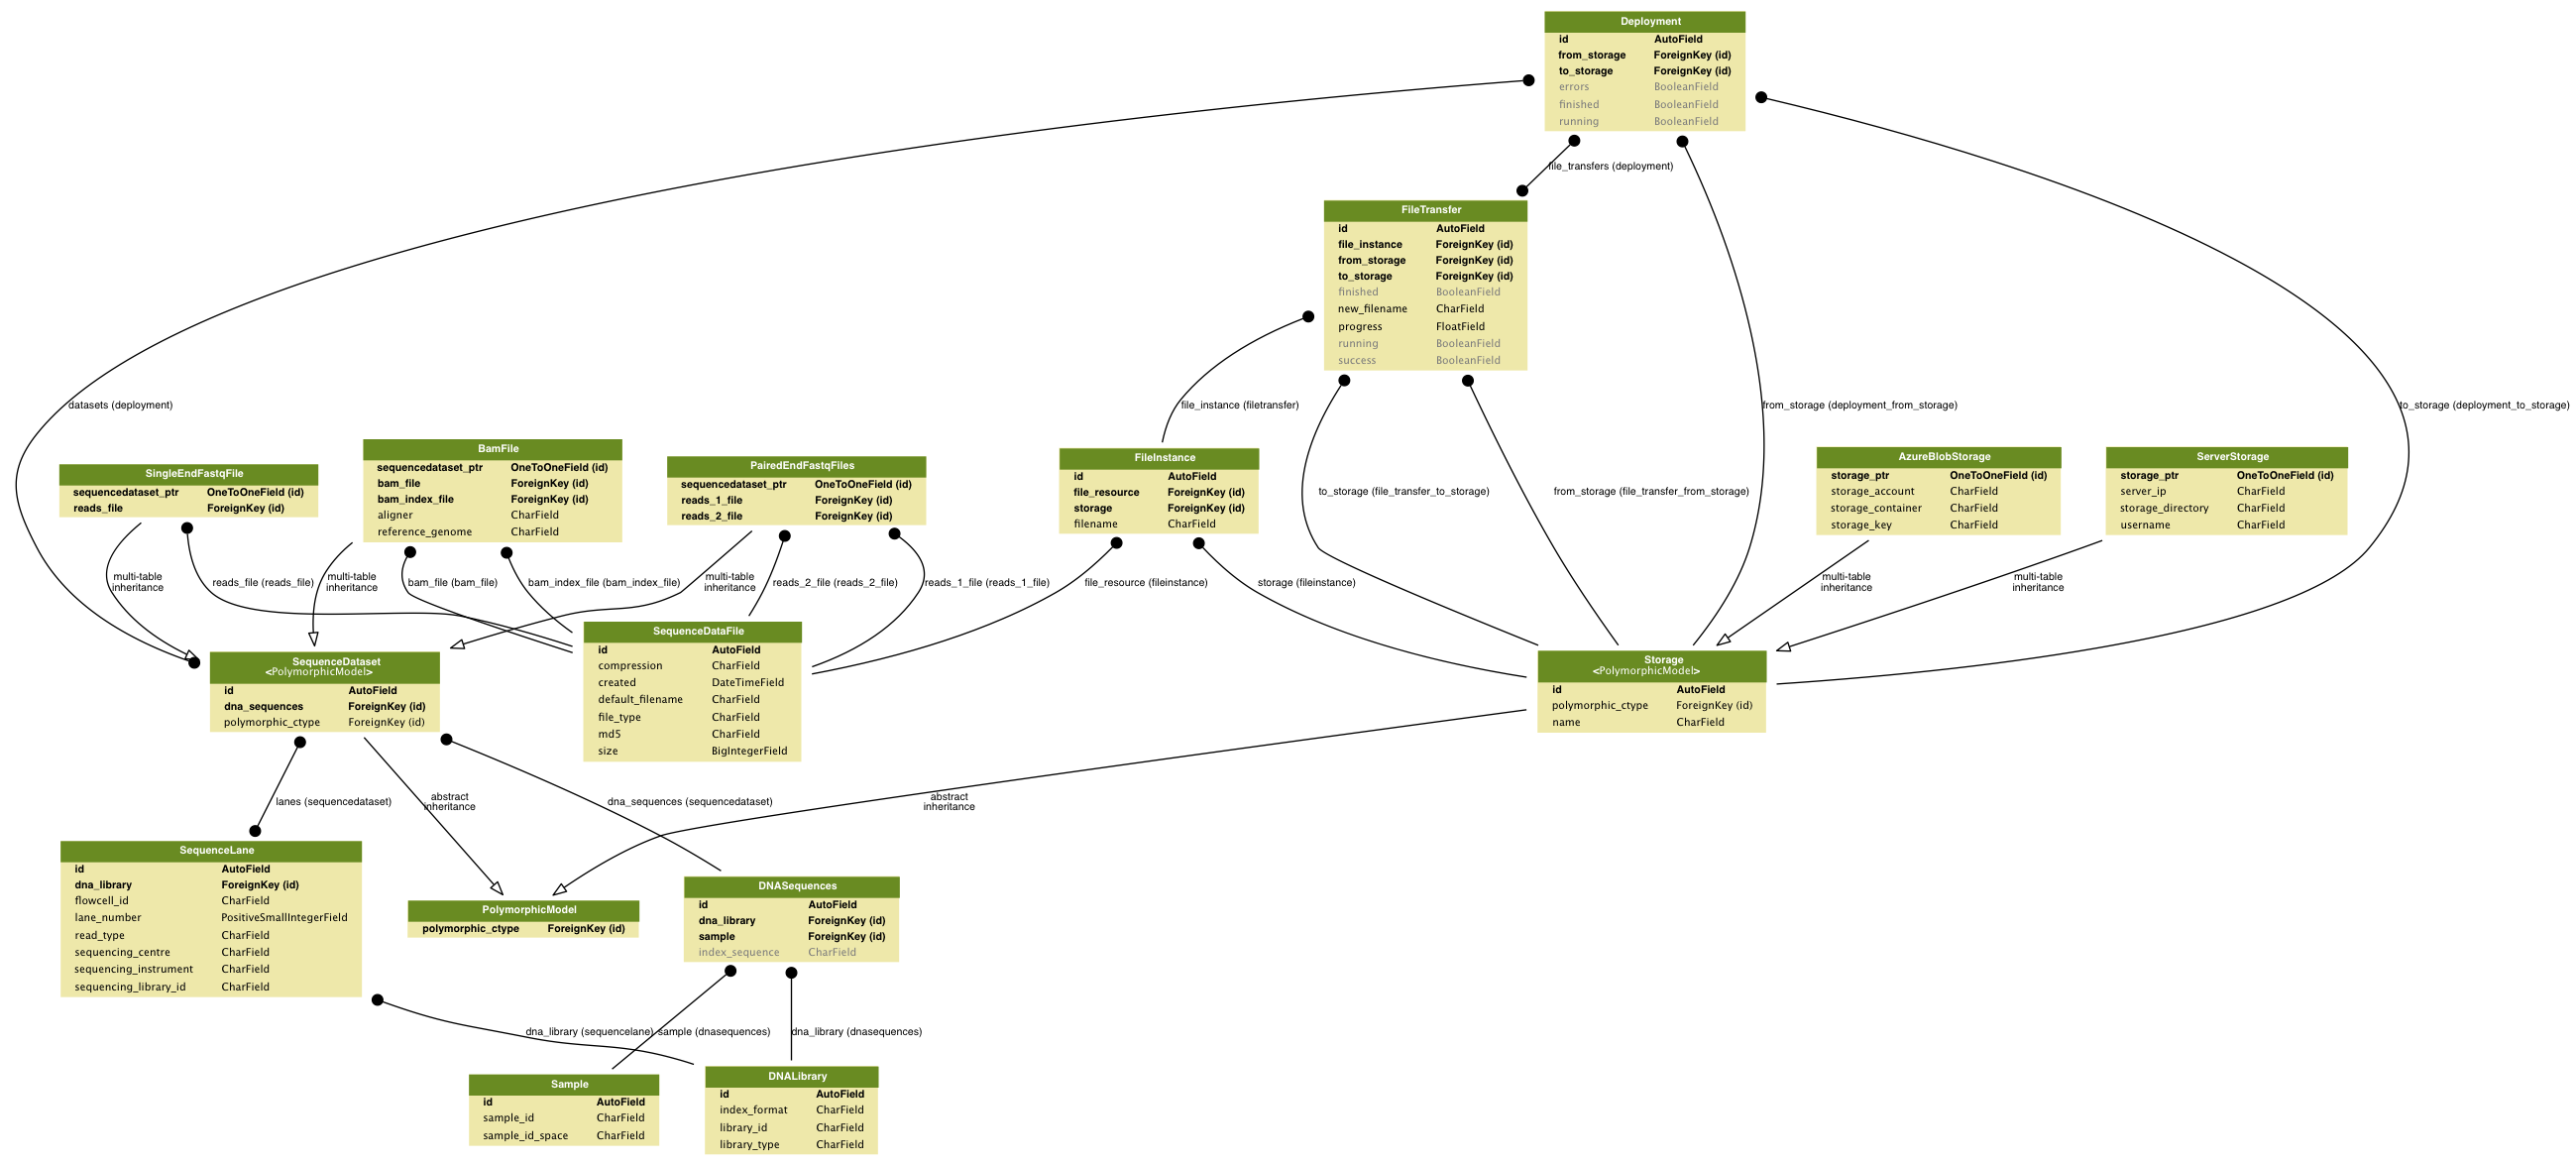 Deployment
id AutoField
from_storage ForeignKey (id)
to_storage ForeignKey (id)
errors BooleanField
finished BooleanField
running BooleanField
file_transfers (deployment)
FileTransfer
id AutoField
file_instance ForeignKey (id)
from_storage ForeignKey (id)
to_storage ForeignKey (id)
finished BooleanField
new_filename CharField
progress FloatField
running BooleanField
success BooleanField
datasets (deployment)
file_instance (filetransfer)
from_storage (deployment_from_storage)
to_storage (deployment_to_storage)
SingleEndFastqFile
sequencedataset_ptr OneToOneField (id)
reads_file ForeignKey (id)
BamFile
sequencedataset_ptr OneToOneField (id)
bam_file ForeignKey (id)
bam_index_file ForeignKey (id)
aligner CharField
reference_genome CharField
PairedEndFastqFiles
sequencedataset_ptr OneToOneField (id)
reads_1_file ForeignKey (id)
reads_2_file ForeignKey (id)
FileInstance
id AutoField
file_resource ForeignKey (id)
storage ForeignKey (id)
filename CharField
to_storage (file_transfer_to_storage)
from_storage (file_transfer_from_storage)
AzureBlobStorage
storage_ptr OneToOneField (id)
storage_account CharField
storage_container CharField
storage_key CharField
ServerStorage
storage_ptr OneToOneField (id)
server_ip CharField
storage_directory CharField
username CharField
multi-table
inheritance
reads_file (reads_file)
multi-table
inheritance
bam_file (bam_file)
bam_index_file (bam_index_file)
multi-table
inheritance
reads_2_file (reads_2_file)
reads_1_file (reads_1_file)
file_resource (fileinstance)
storage (fileinstance)
multi-table
inheritance
multi-table
inheritance
SequenceDataset
<PolymorphicModel>
id AutoField
dna_sequences ForeignKey (id)
polymorphic_ctype ForeignKey (id)
SequenceDataFile
id AutoField
compression CharField
created DateTimeField
default_filename CharField
file_type CharField
md5 CharField
size BigIntegerField
Storage
<PolymorphicModel>
id AutoField
polymorphic_ctype ForeignKey (id)
name CharField
lanes (sequencedataset)
abstract
inheritance
dna_sequences (sequencedataset)
abstract
inheritance
SequenceLane
id AutoField
dna_library ForeignKey (id)
flowcell_id CharField
lane_number PositiveSmallIntegerField
read_type CharField
sequencing_centre CharField
sequencing_instrument CharField
sequencing_library_id CharField
PolymorphicModel
polymorphic_ctype ForeignKey (id)
DNASequences
id AutoField
dna_library ForeignKey (id)
sample ForeignKey (id)
index_sequence CharField
dna_library (sequencelane)
sample (dnasequences)
dna_library (dnasequences)
Sample
id AutoField
sample_id CharField
sample_id_space CharField
DNALibrary
id AutoField
index_format CharField
library_id CharField
library_type CharField